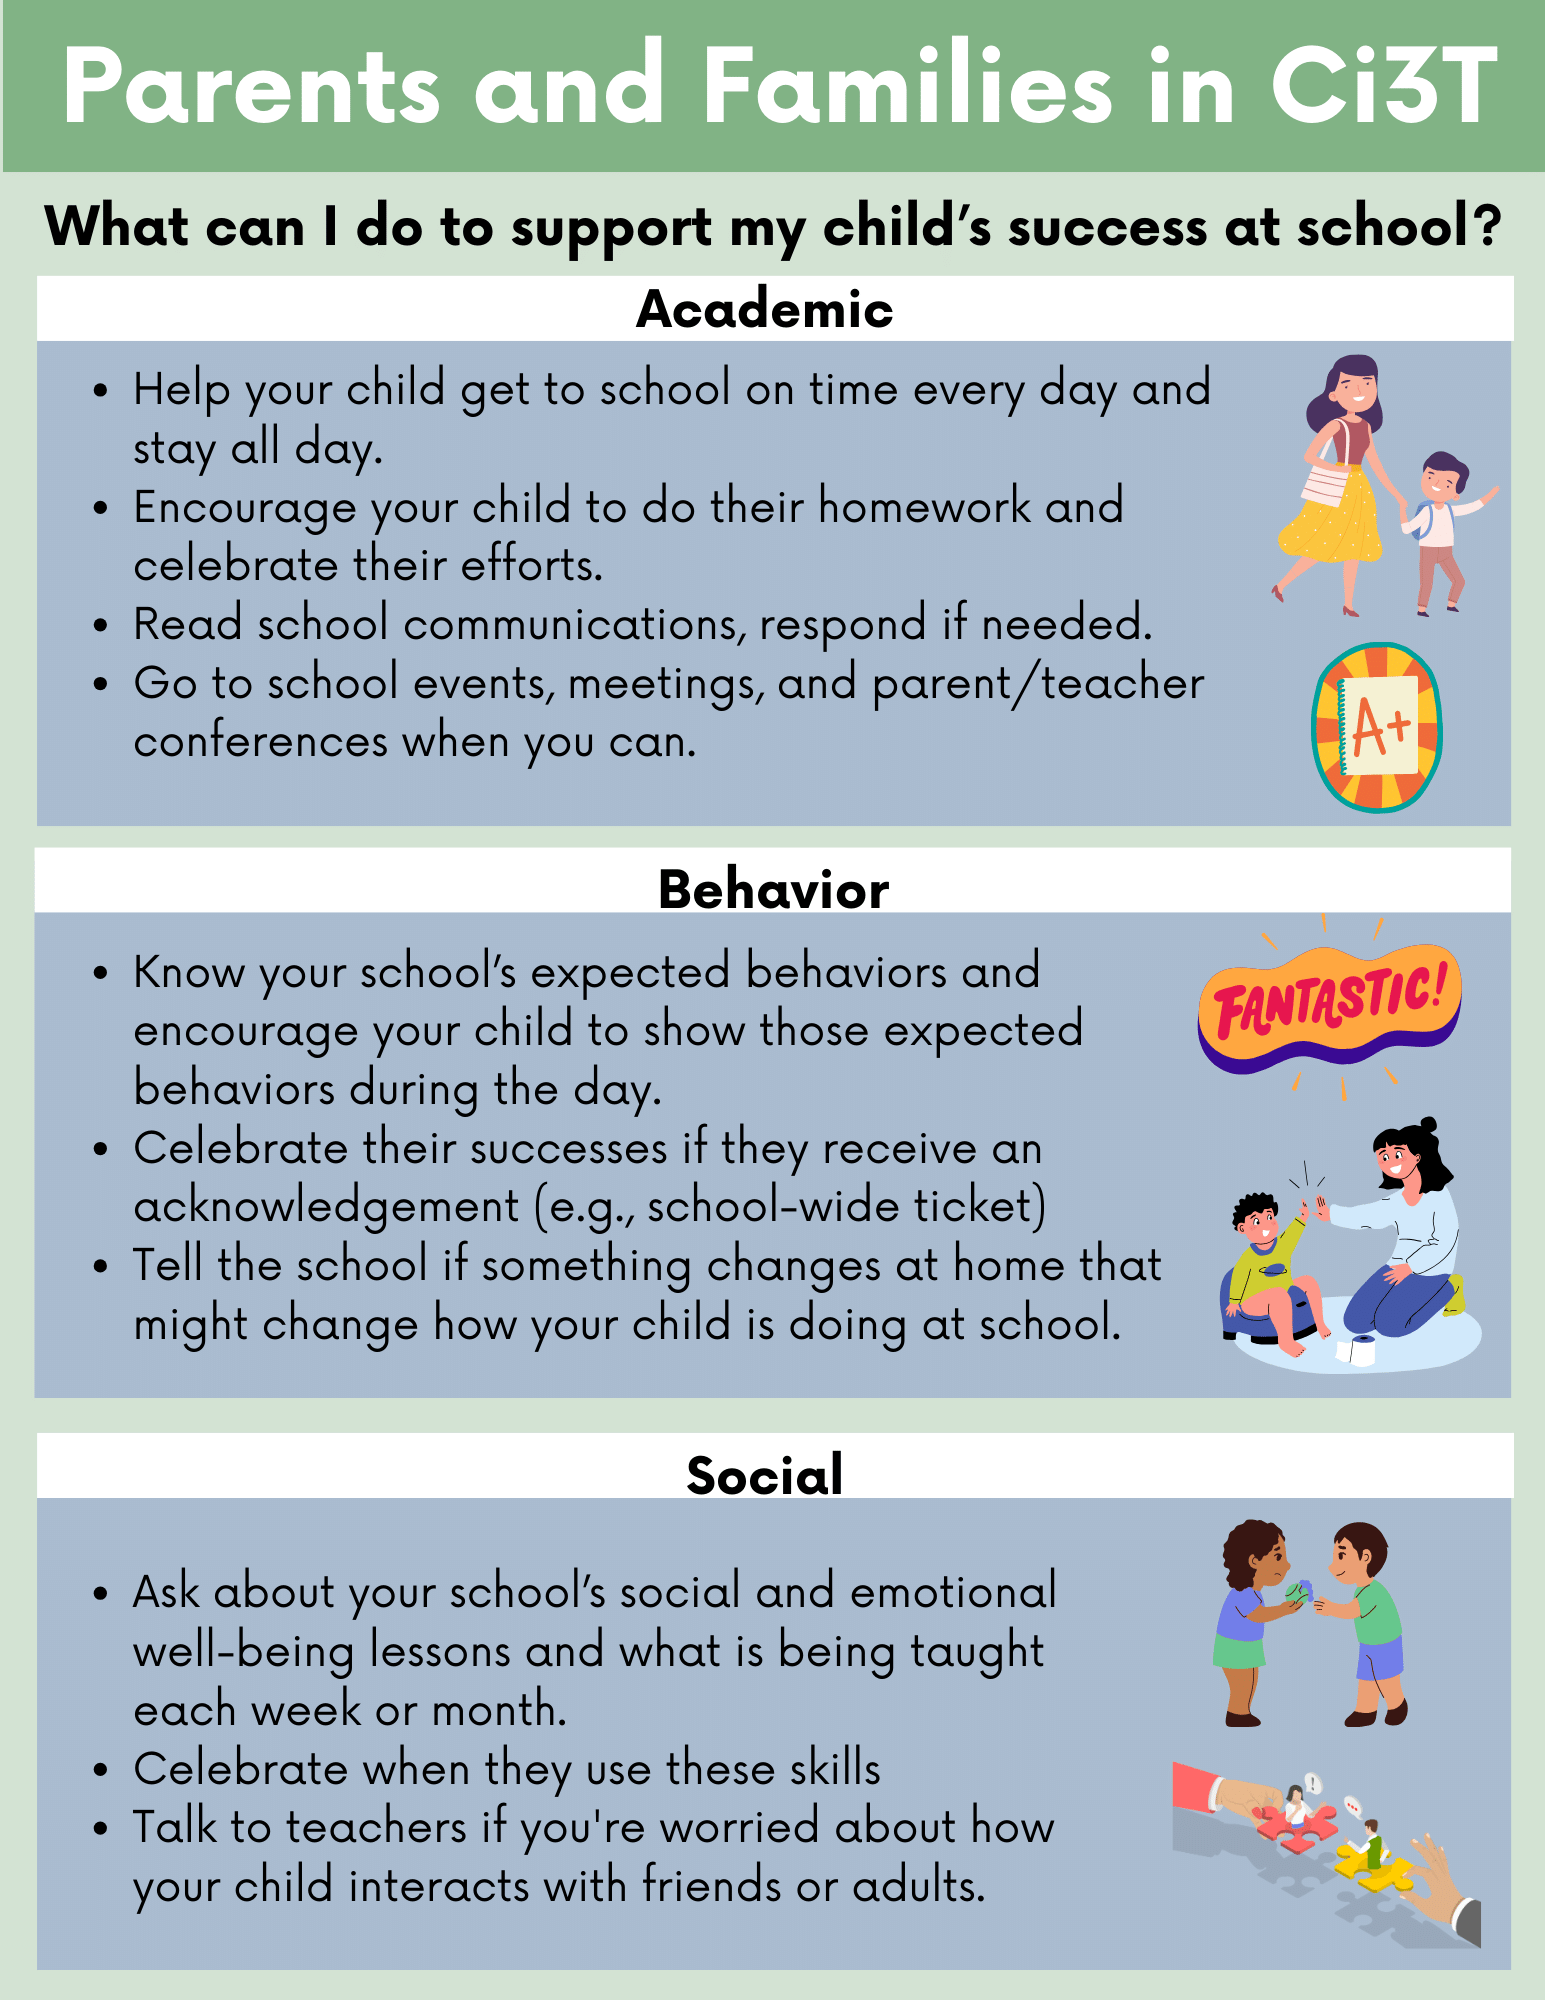 Parents and Families in Ci3T
What can I do to support my child’s success at school?
Academic
• Help your child get to school on time every day and
stay all day.
• Encourage your child to do their homework and
celebrate their efforts.
• Read school communications, respond if needed.
• Go to school events, meetings, and parent/teacher
conferences when you can.
A+
Behavior
• Know your school’s expected behaviors and
encourage your child to show those expected
behaviors during the day.
• Celebrate their successes if they receive an
acknowledgement (e.g., school-wide ticket)
• Tell the school if something changes at home that
might change how your child is doing at school.
FANTASTIC!
Social
• Ask about your school’s social and emotional
well-being lessons and what is being taught
each week or month.
• Celebrate when they use these skills
• Talk to teachers if you're worried about how
your child interacts with friends or adults.
!
...